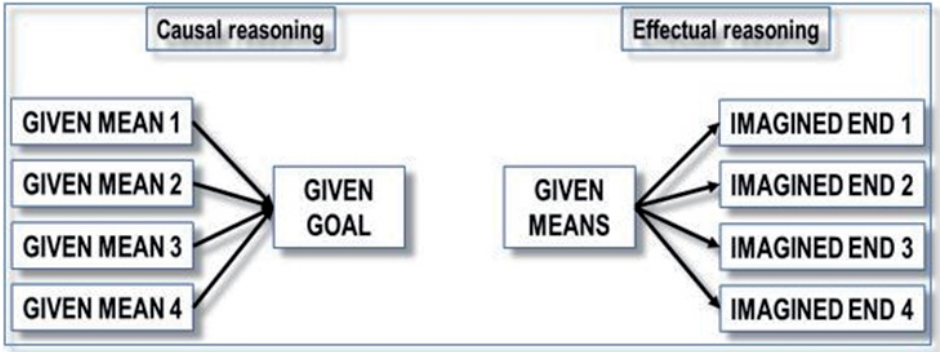 Causal reasoning
GIVEN MEAN 1
GIVEN MEAN 2
GIVEN MEAN 3
GIVEN MEAN 4
GIVEN
GOAL
Effectual reasoning
GIVEN
MEANS
IMAGINED END 1
IMAGINED END 2
IMAGINED END 3
IMAGINED END 4